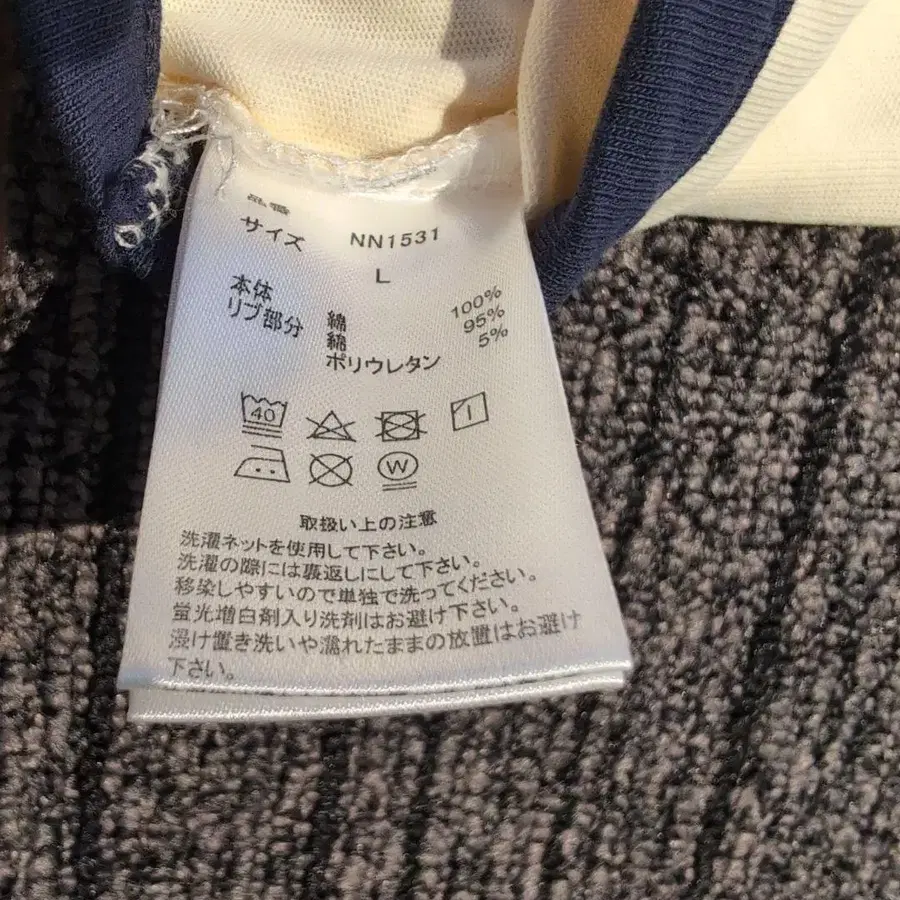 サイズ NN1531
L
本体 綿 100%
リブ部分 綿 95%
ポリウレタン 5%
40
W
取扱い上の注意
洗濯ネットを使用して下さい。
洗濯の際には裏返しにして下さい。
移染しやすいので単独で洗ってください。
蛍光増白剤入り洗剤はお避け下さい。
浸け置き洗いや濡れたままの放置はお避け
下さい。